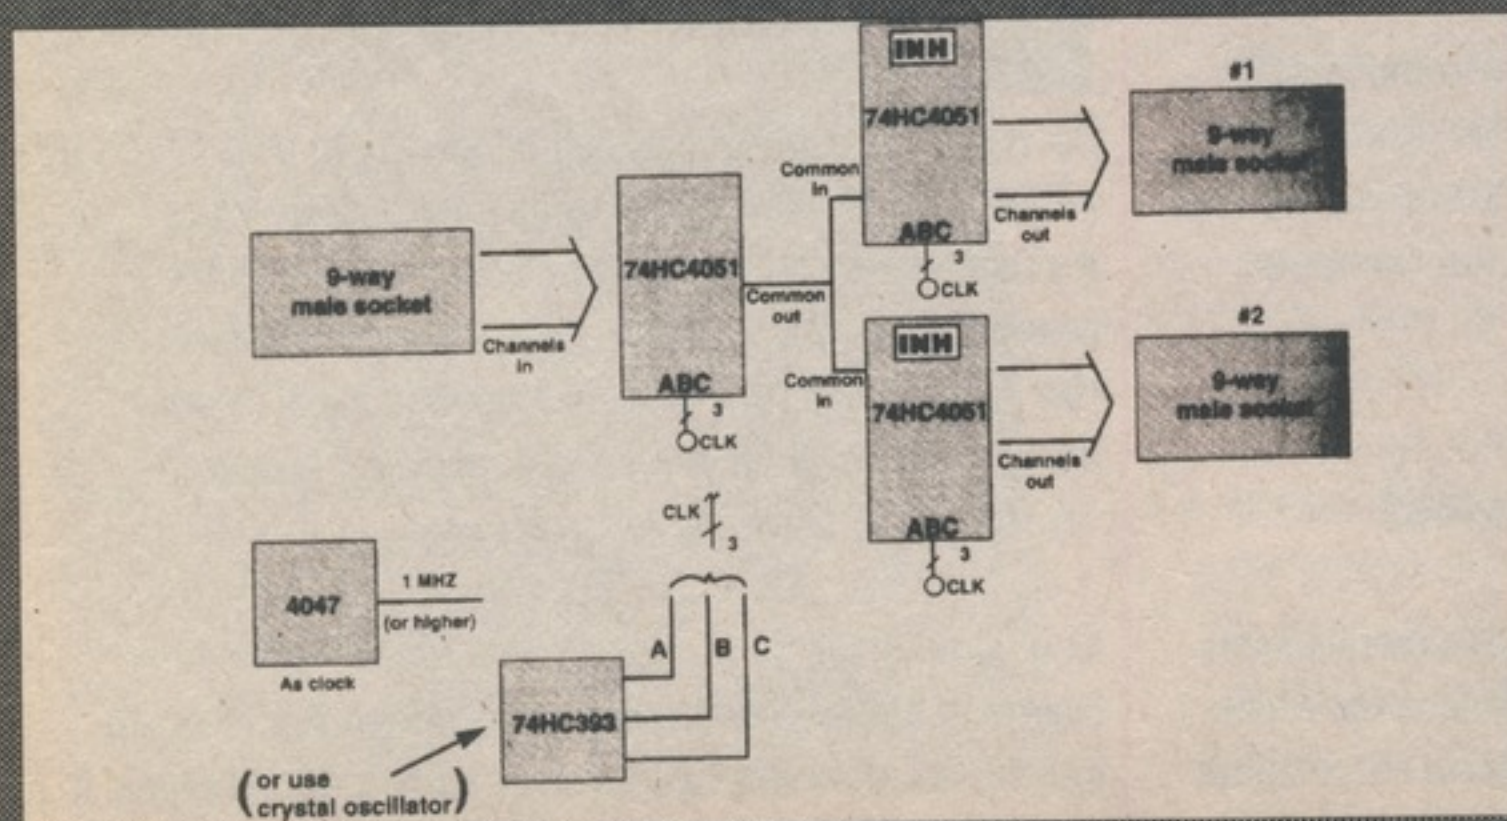 INH
74HC4051
ABC
3
CLK
Common
in
Channels
out
#1
9-way
male socket
9-way
male socket
Channels
in
74HC4051
ABC
3
CLK
Common
out
Common
in
INH
74HC4051
ABC
3
CLK
Channels
out
#2
9-way
male socket
CLK
3
4047
1 MHZ
(or higher)
As clock
A
B
C
74HC393
(or use
crystal oscillator)